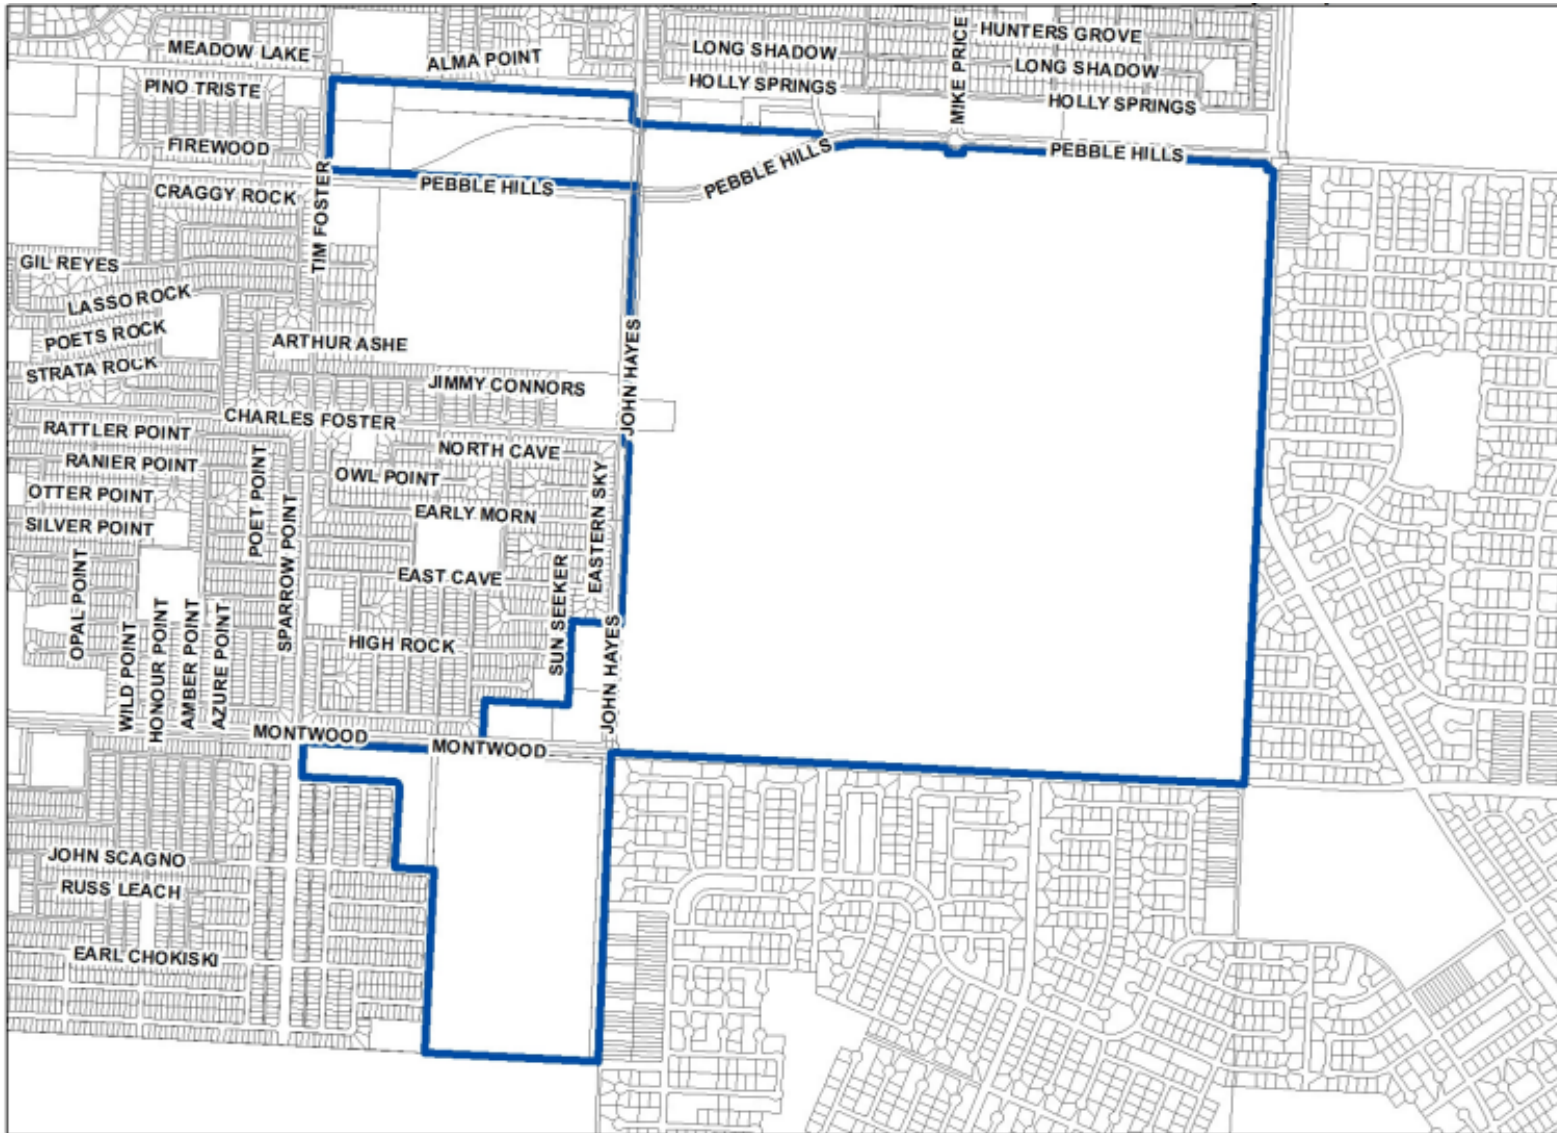 MEADOW LAKE
ALMA POINT
LONG SHADOW
MIKE PRICE
HUNTERS GROVE
PINO TRISTE
HOLLY SPRINGS
LONG SHADOW
HOLLY SPRINGS
FIREWOOD
PEBBLE HILLS
PEBBLE HILLS
PEBBLE HILLS
CRAGGY ROCK
TIM FOSTER
GIL REYES
LASSO ROCK
POETS ROCK
STRATA ROCK
ARTHUR ASHE
JIMMY CONNORS
JOHN HAYES
CHARLES FOSTER
RATTLER POINT
NORTH CAVE
RANIER POINT
OWL POINT
POET POINT
EASTERN SKY
OTTER POINT
EARLY MORN
SILVER POINT
SPARROW POINT
EAST CAVE
SUN SEEKER
OPAL POINT
WILD POINT
HONOUR POINT
AMBER POINT
AZURE POINT
HIGH ROCK
JOHN HAYES
MONTWOOD
MONTWOOD
JOHN SCAGNO
RUSS LEACH
EARL CHOKISKI